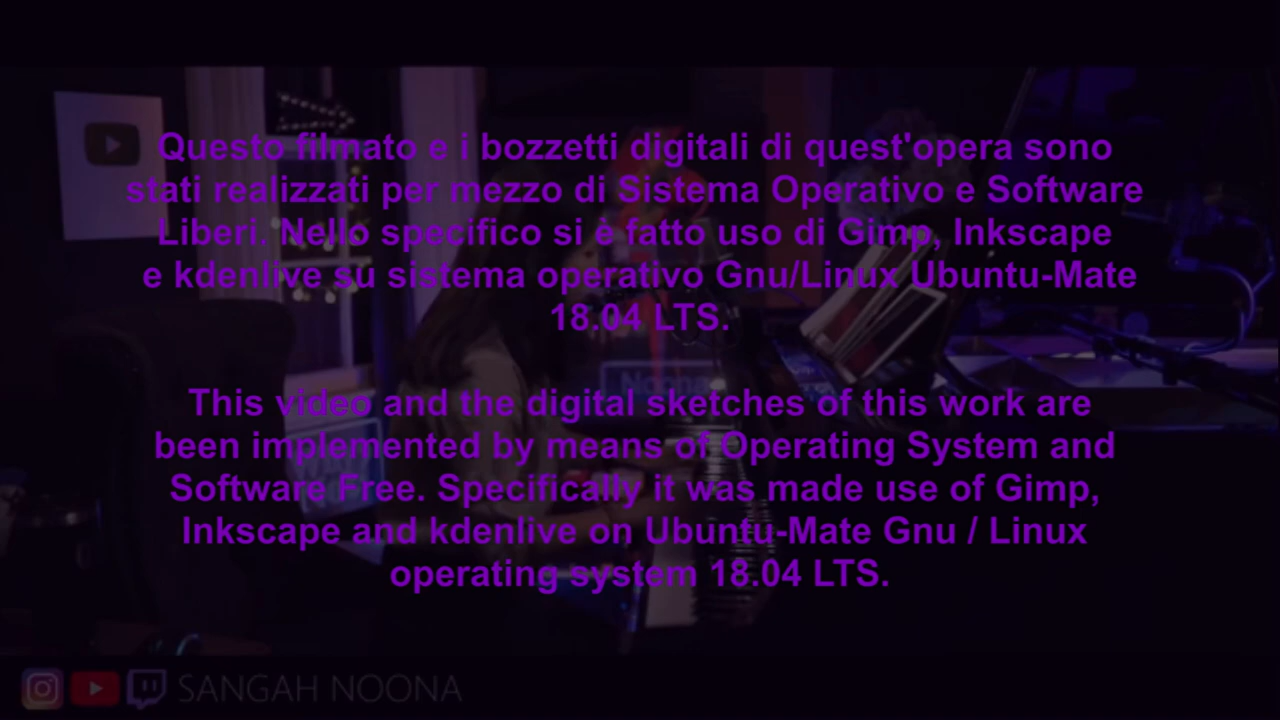 Questo filmato e i bozzetti digitali di quest'opera sono
stati realizzati per mezzo di Sistema Operativo e Software
Liberi. Nello specifico si è fatto uso di Gimp, Inkscape
e kdenlive su sistema operativo Gnu/Linux Ubuntu-Mate
18.04 LTS.
This video and the digital sketches of this work are
been implemented by means of Operating System and
Software Free. Specifically it was made use of Gimp,
Inkscape and kdenlive on Ubuntu-Mate Gnu / Linux
operating system 18.04 LTS.
Noona
SANGAH NOONA